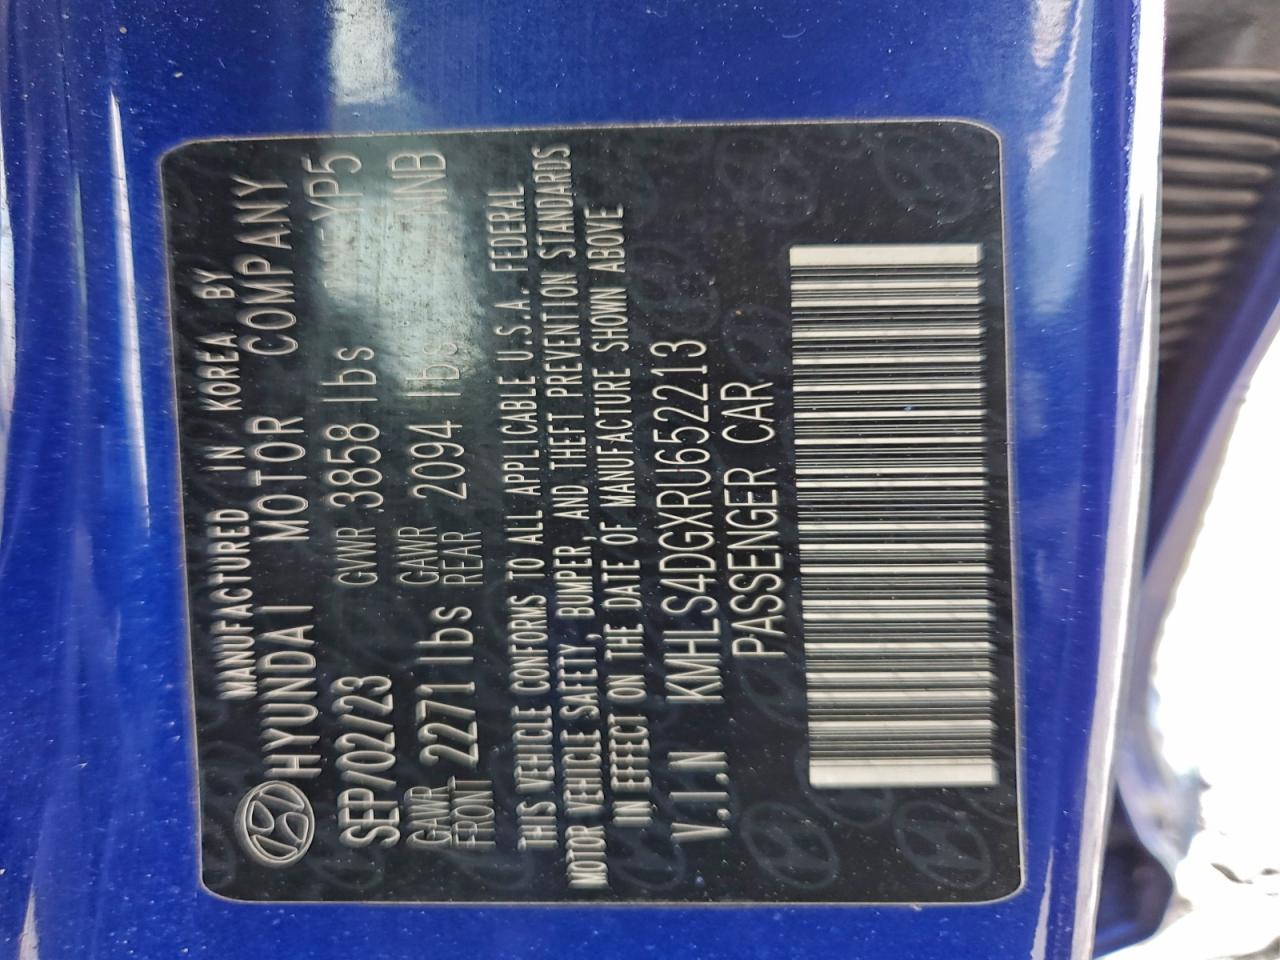 MANUFACTURED IN KOREA BY
HYUNDAI MOTOR COMPANY
SEP/02/23 GVWR 3858 lbs YP5
GAWR FRONT 2271 lbs GAWR REAR 2094 lbs NNB
THIS VEHICLE CONFORMS TO ALL APPLICABLE U.S.A. FEDERAL
MOTOR VEHICLE SAFETY, BUMPER, AND THEFT PREVENTION STANDARDS
IN EFFECT ON THE DATE OF MANUFACTURE SHOWN ABOVE
V.I.N KMHLS4DGXRU652213
PASSENGER CAR